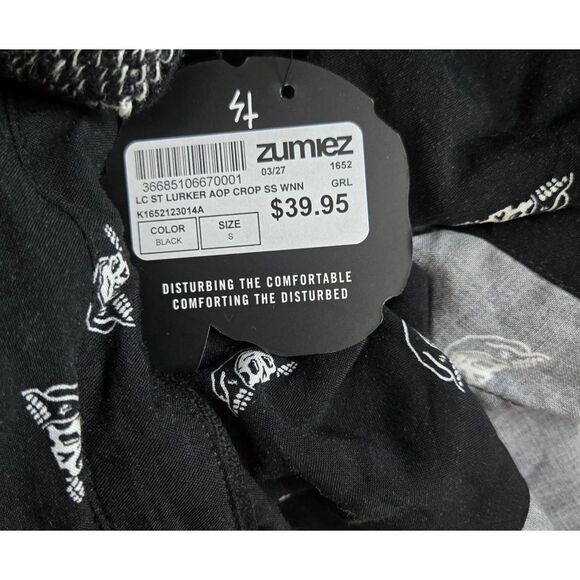 zumiez
36685106670001 03/27 1652
LC ST LURKER AOP CROP SS WNN GRL
K1652123014A $39.95
COLOR SIZE
BLACK S
DISTURBING THE COMFORTABLE
COMFORTING THE DISTURBED